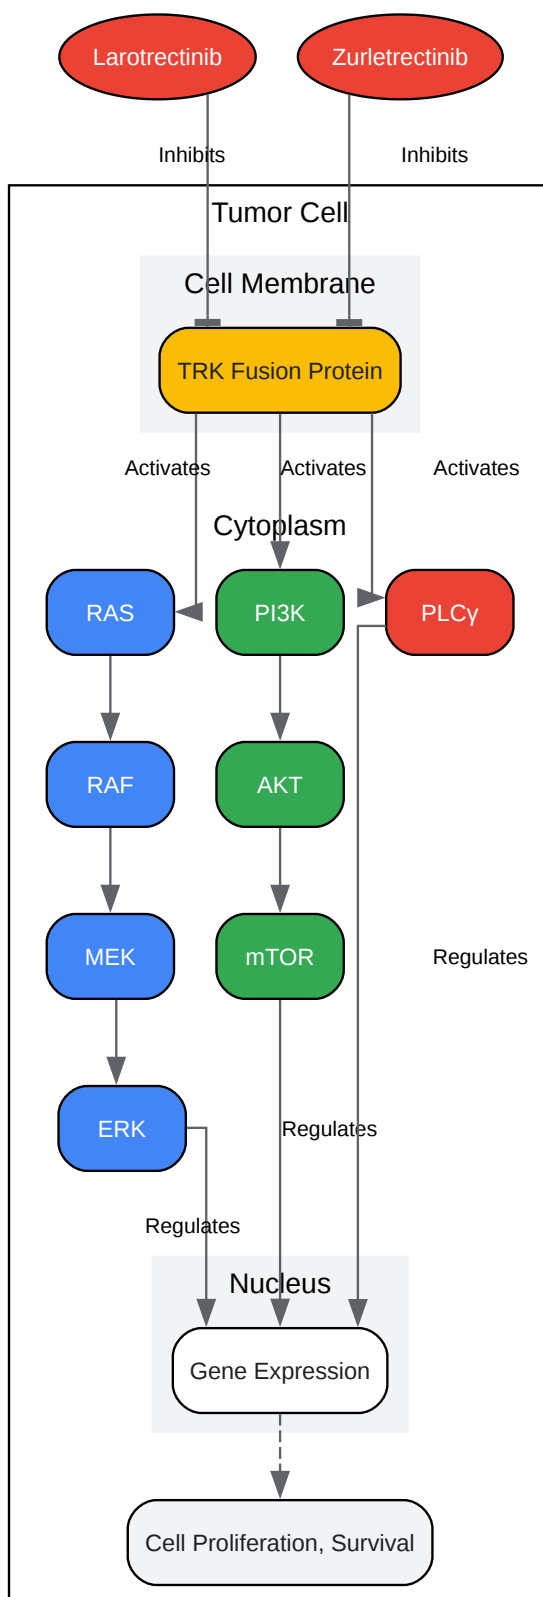 Larotrectinib
Zurletrectinib
Inhibits
Inhibits
Tumor Cell
Cell Membrane
TRK Fusion Protein
Activates
Activates
Activates
Cytoplasm
RAS
PI3K
PLCγ
RAF
AKT
MEK
mTOR
Regulates
ERK
Regulates
Regulates
Nucleus
Gene Expression
Cell Proliferation, Survival